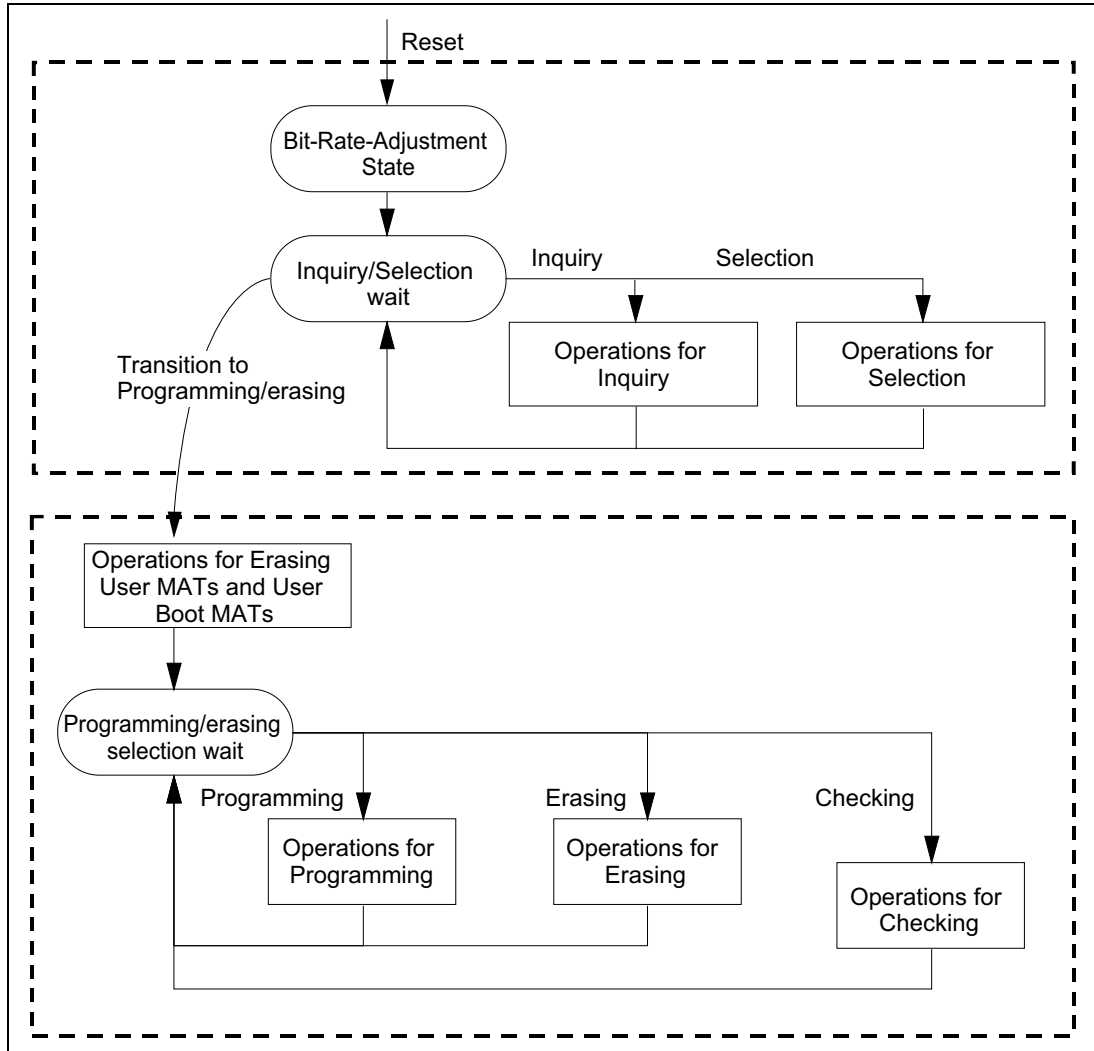 Reset
Bit-Rate-Adjustment
State
Inquiry/Selection
wait
Inquiry
Selection
Operations for
Inquiry
Operations for
Selection
Transition to
Programming/erasing
Operations for Erasing
User MATs and User
Boot MATs
Programming/erasing
selection wait
Programming
Erasing
Checking
Operations for
Programming
Operations for
Erasing
Operations for
Checking